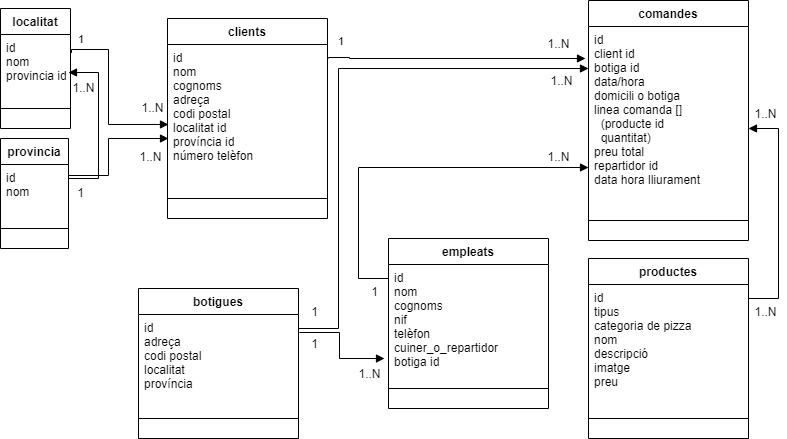 localitat
id
nom
provincia id
provincia
id
nom
1
1..N
1
1..N
1..N
clients
id
nom
cognoms
adreça
codi postal
localitat id
província id
número telèfon
1
1..N
1..N
1..N
comandes
id
client id
botiga id
data/hora
domicili o botiga
linea comanda []
(producte id
quantitat)
preu total
repartidor id
data hora lliurament
1..N
1..N
botigues
id
adreça
codi postal
localitat
província
1
1
1..N
empleats
id
nom
cognoms
nif
telèfon
cuiner_o_repartidor
botiga id
1
productes
id
tipus
categoria de pizza
nom
descripció
imatge
preu